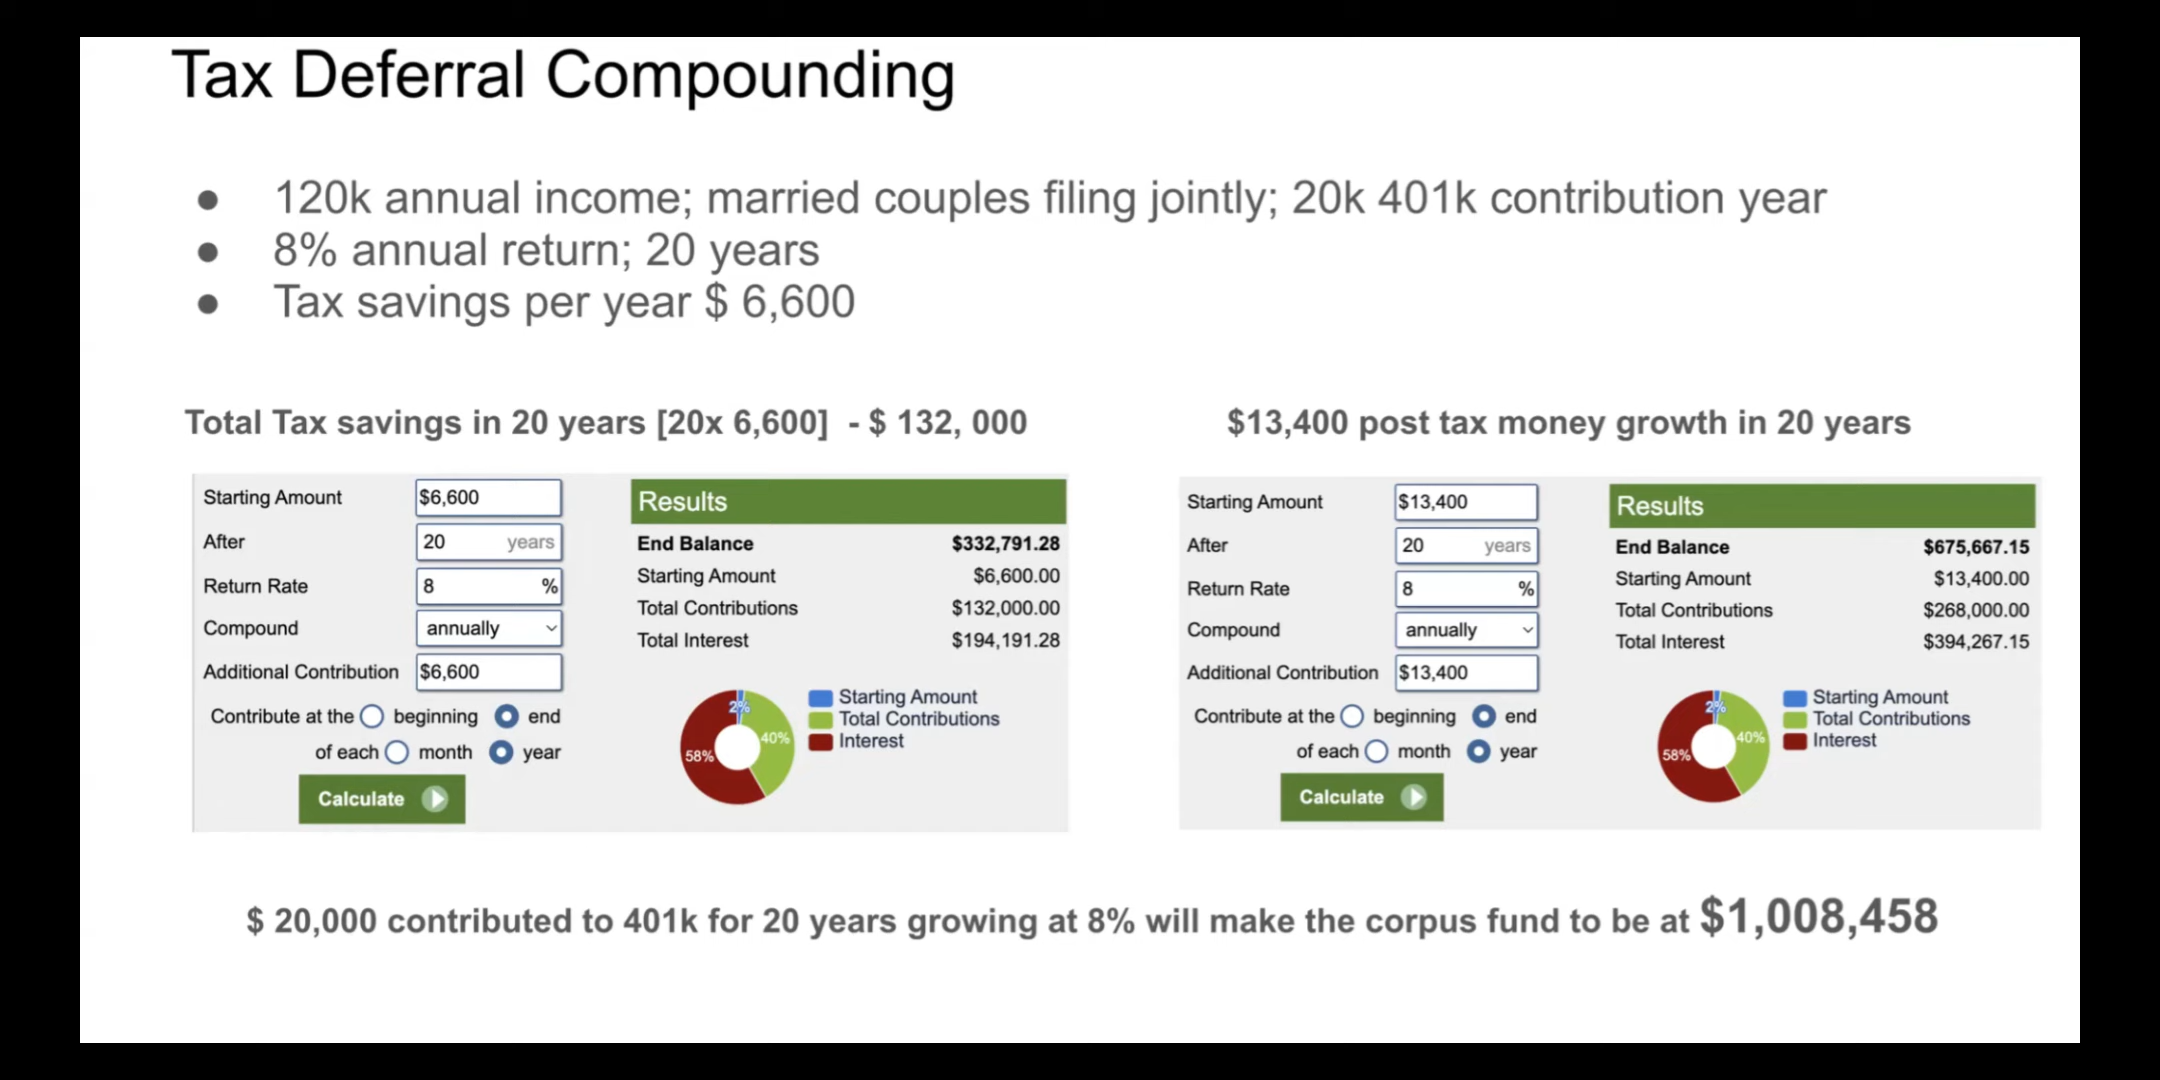 Tax Deferral Compounding
● 120k annual income; married couples filing jointly; 20k 401k contribution year
● 8% annual return; 20 years
● Tax savings per year $ 6,600
Total Tax savings in 20 years [20x 6,600] - $ 132, 000
Starting Amount $6,600
After 20 years
Return Rate 8 %
Compound annually
Additional Contribution $6,600
Contribute at the beginning end
of each month year
Calculate
Results
End Balance $332,791.28
Starting Amount $6,600.00
Total Contributions $132,000.00
Total Interest $194,191.28
2%
40%
58%
Starting Amount
Total Contributions
Interest
$13,400 post tax money growth in 20 years
Starting Amount $13,400
After 20 years
Return Rate 8 %
Compound annually
Additional Contribution $13,400
Contribute at the beginning end
of each month year
Calculate
Results
End Balance $675,667.15
Starting Amount $13,400.00
Total Contributions $268,000.00
Total Interest $394,267.15
2%
40%
58%
Starting Amount
Total Contributions
Interest
$ 20,000 contributed to 401k for 20 years growing at 8% will make the corpus fund to be at $1,008,458